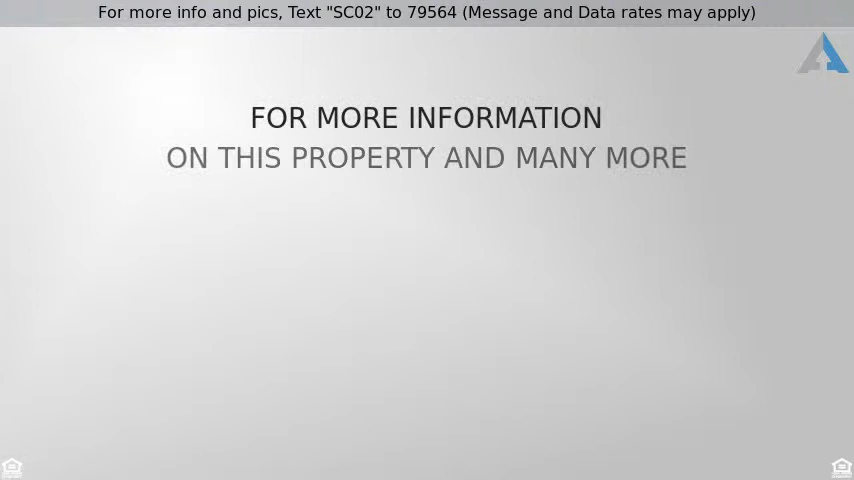 For more info and pics, Text "SC02" to 79564 (Message and Data rates may apply)
FOR MORE INFORMATION
ON THIS PROPERTY AND MANY MORE